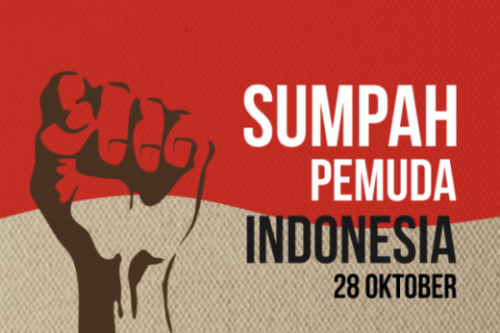 SUMPAH
PEMUDA
INDONESIA
28 OKTOBER